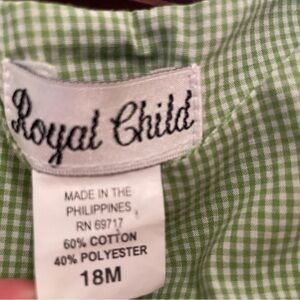 Royal Child
MADE IN THE
PHILIPPINES
RN 69717
60% COTTON
40% POLYESTER
18M